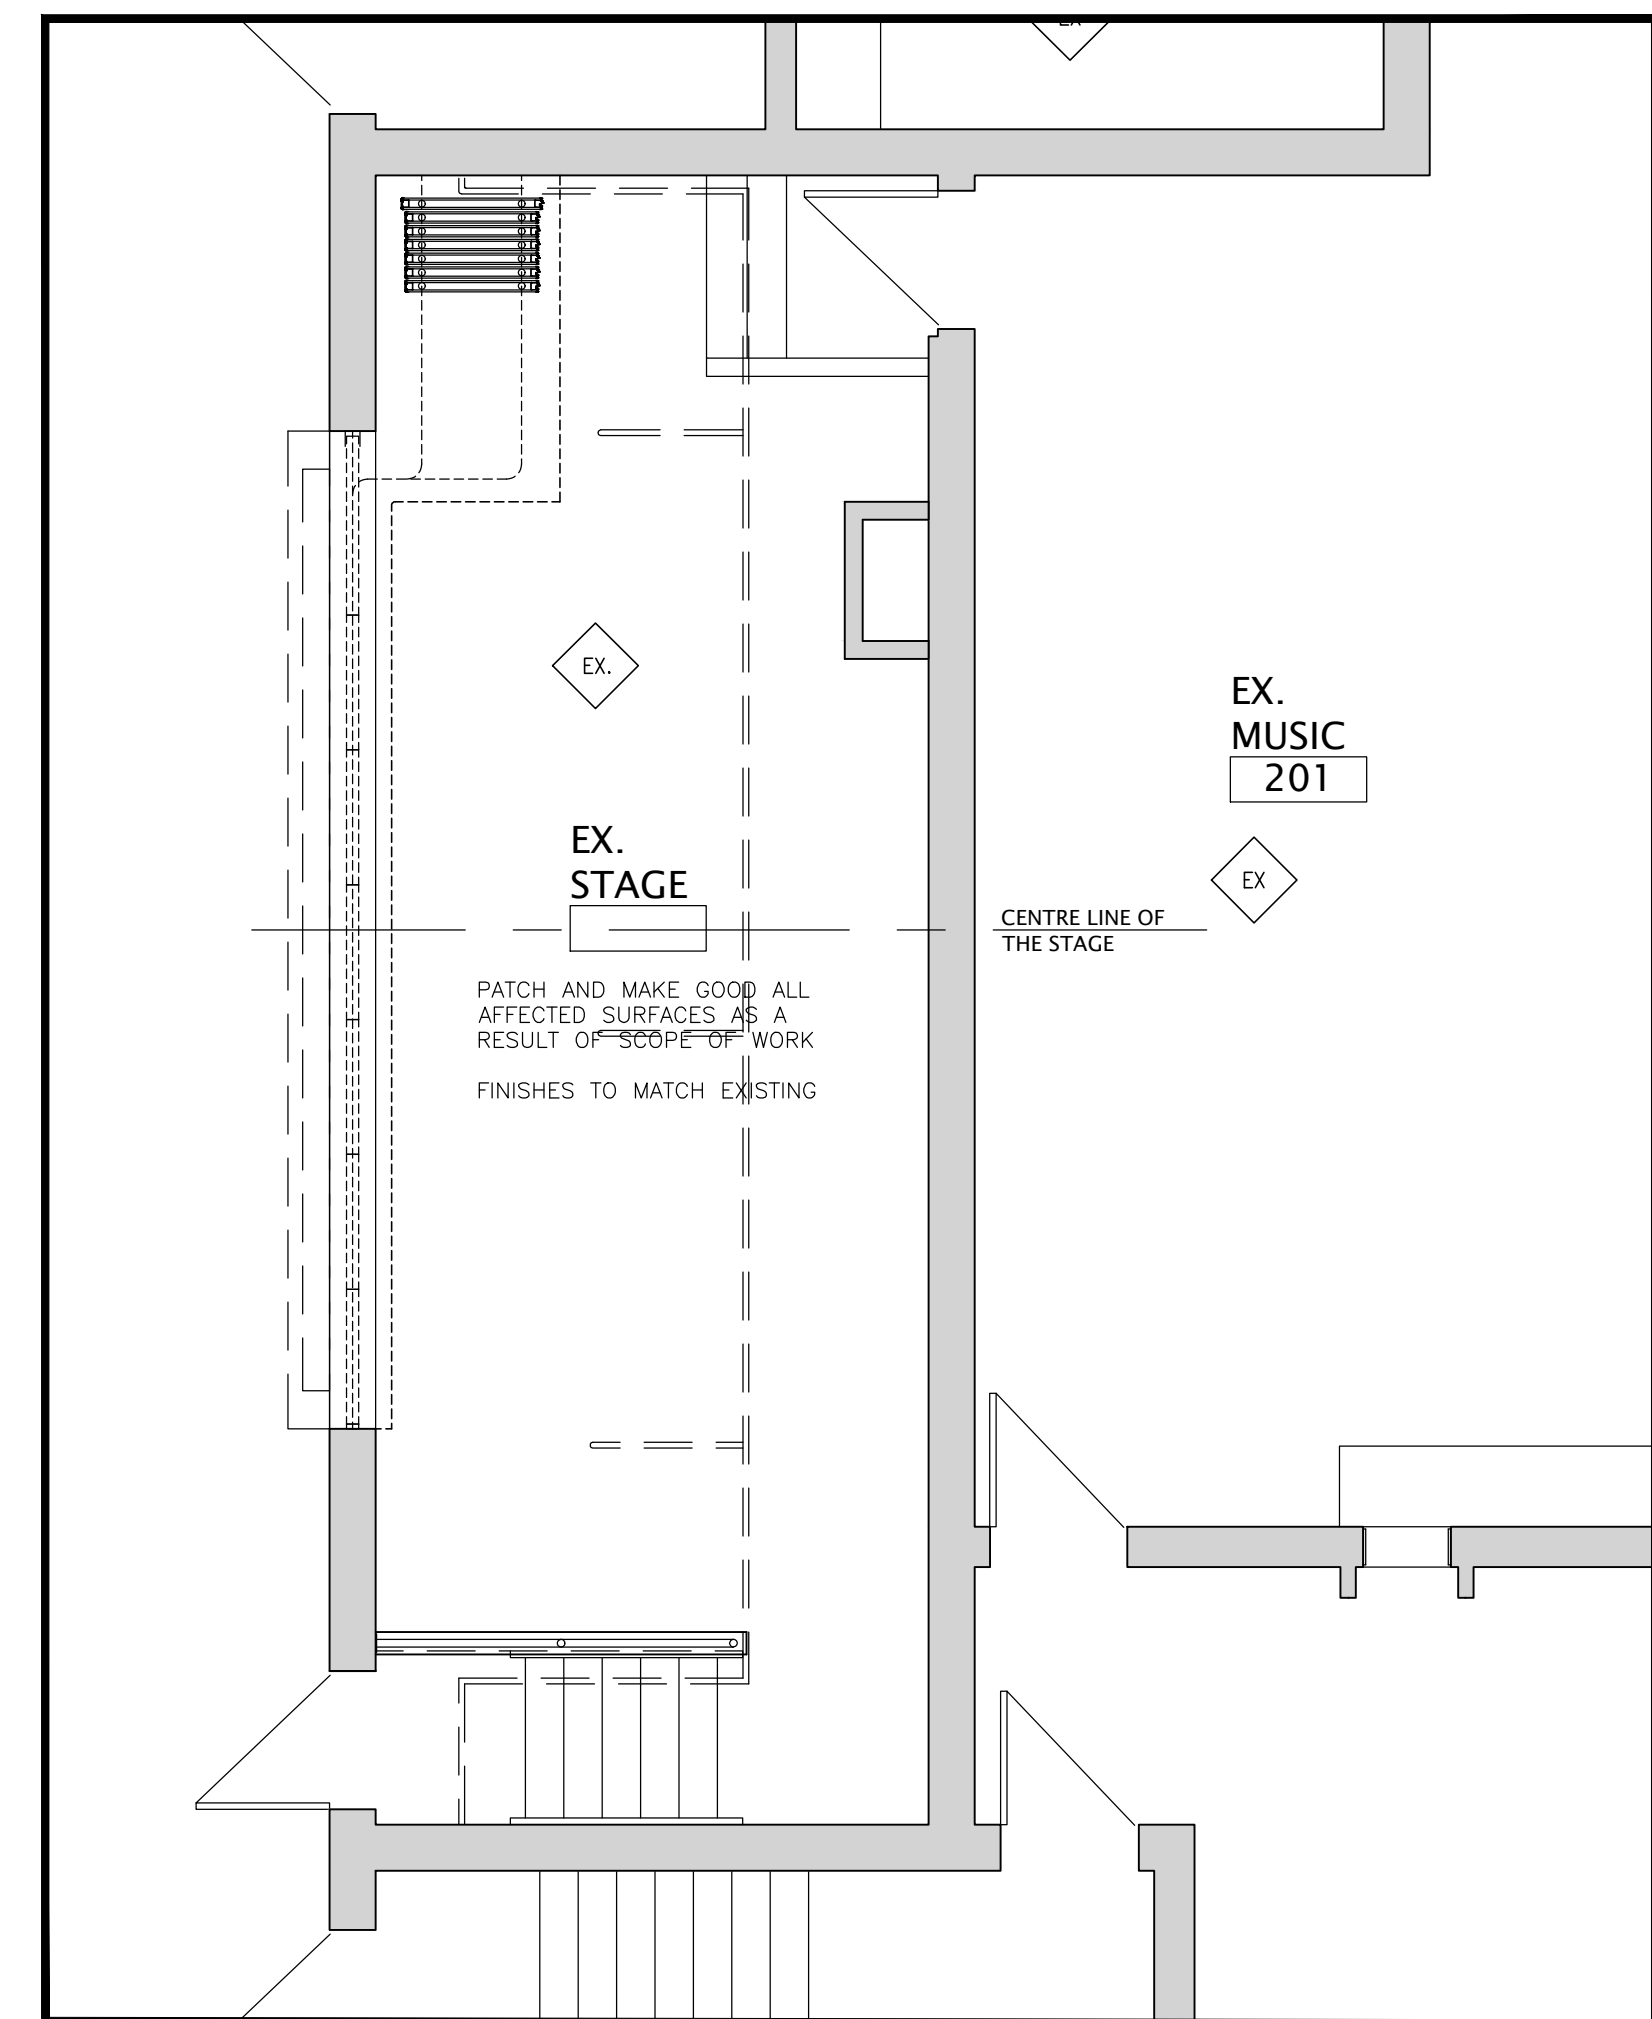 EX
EX.
EX.
MUSIC
201
EX.
STAGE
EX
CENTRE LINE OF
THE STAGE
PATCH AND MAKE GOOD ALL
AFFECTED SURFACES AS A
RESULT OF SCOPE OF WORK
FINISHES TO MATCH EXISTING